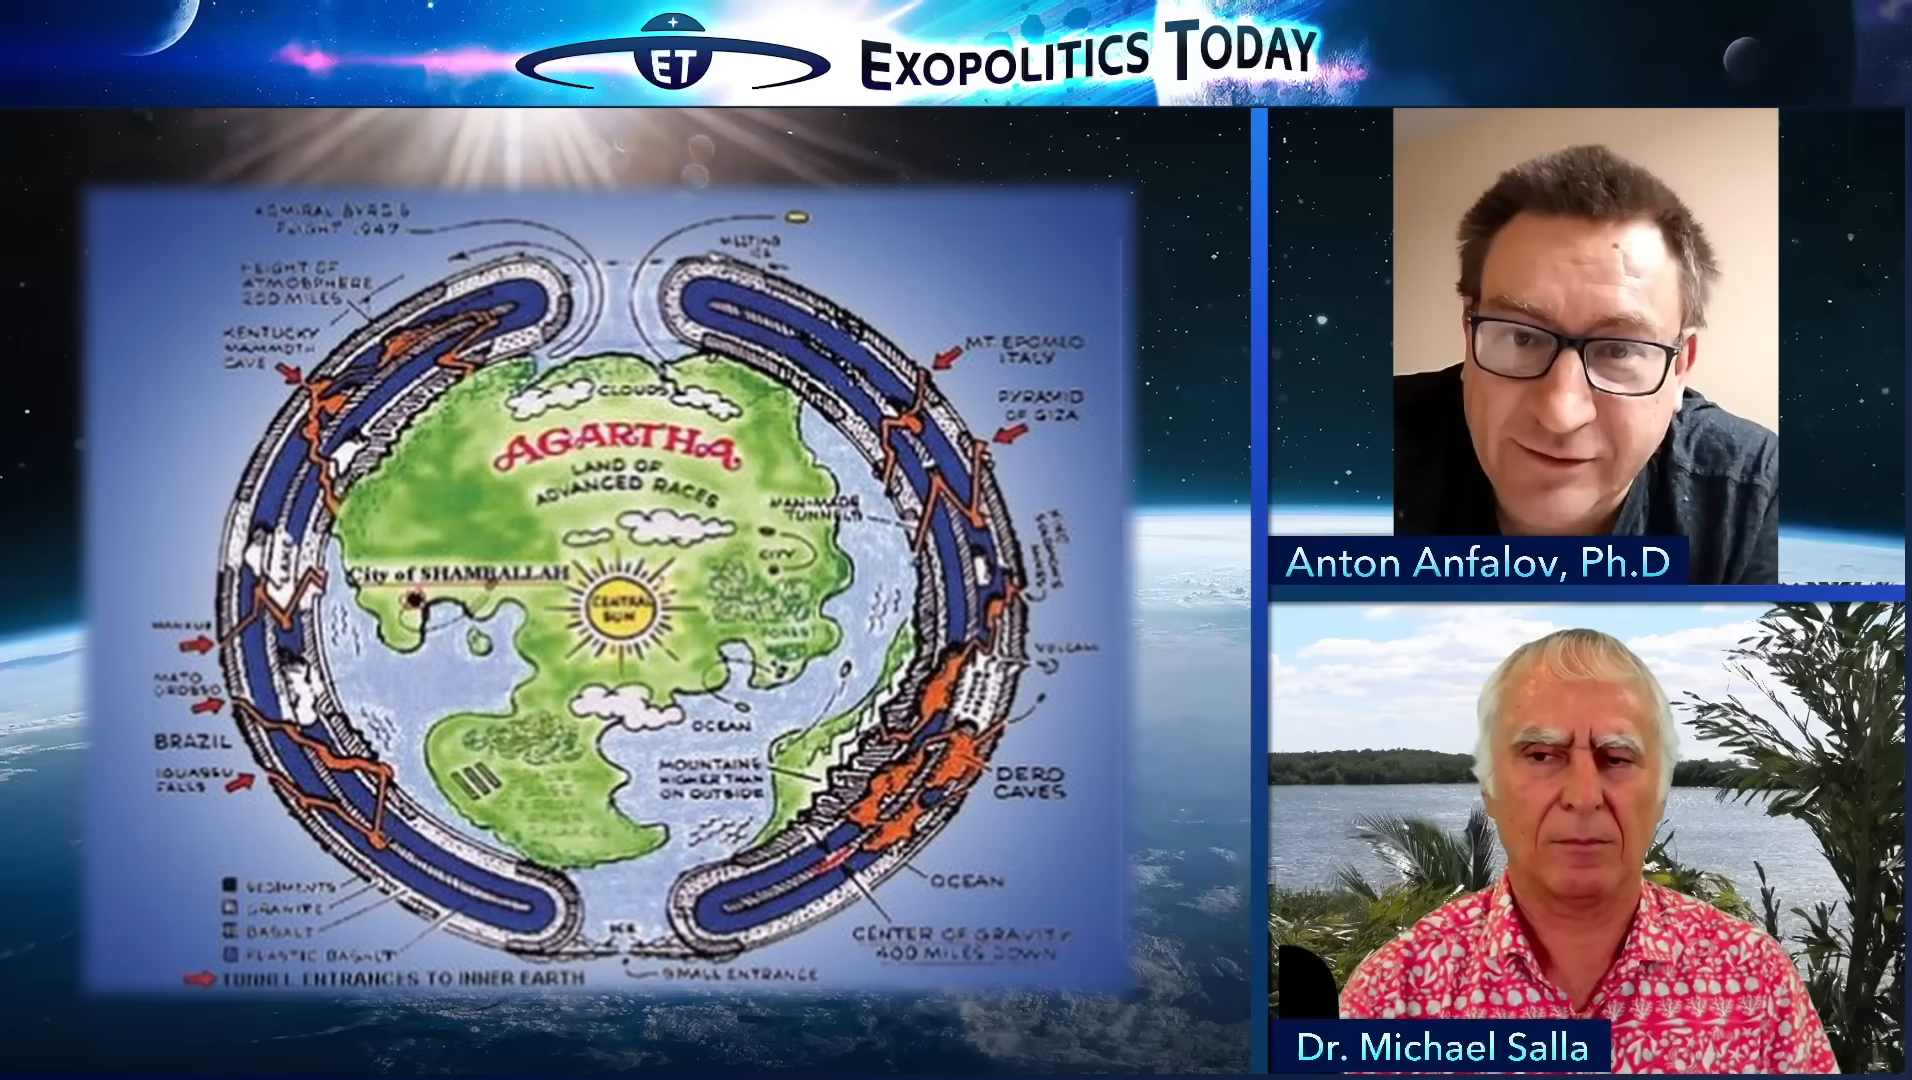 ET
EXOPOLITICS TODAY
ADMIRAL BYRD'S
FLIGHT 1947
MELTING
ICE
HEIGHT OF
ATMOSPHERE
200 MILES
KENTUCKY
MAMMOTH
CAVE
MT. EPOMEO
ITALY
PYRAMID
OF GIZA
CLOUDS
AGARTHA
LAND OF
ADVANCED RACES
MAN-MADE
TUNNELS
CITY
City of SHAMBALLAH
CENTRAL
SUN
FOREST
MATO
GROSSO
BRAZIL
IGUASSU
FALLS
OCEAN
MOUNTAINS
HIGHER THAN
ON OUTSIDE
DERO
CAVES
OCEAN
CENTER OF GRAVITY
400 MILES DOWN
SEDIMENTS
GRANITE
BASALT
PLASTIC BASALT
TUNNEL ENTRANCES TO INNER EARTH
SMALL ENTRANCE
Anton Anfalov, Ph.D
Dr. Michael Salla